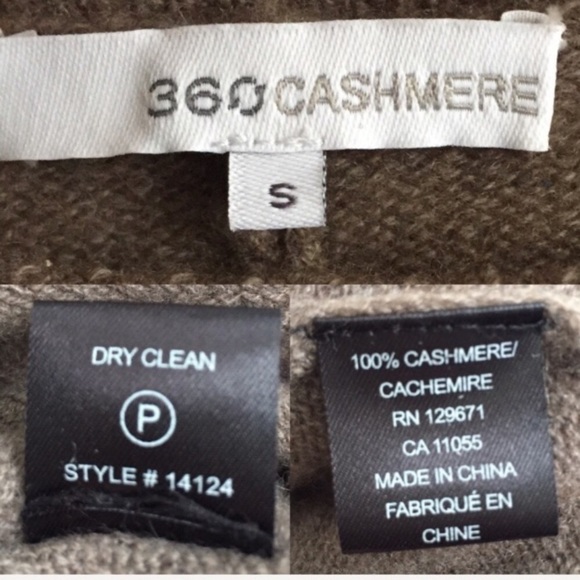 360CASHMERE
S
DRY CLEAN
P
STYLE # 14124
100% CASHMERE/
CACHEMIRE
RN 129671
CA 11055
MADE IN CHINA
FABRIQUÉ EN
CHINE